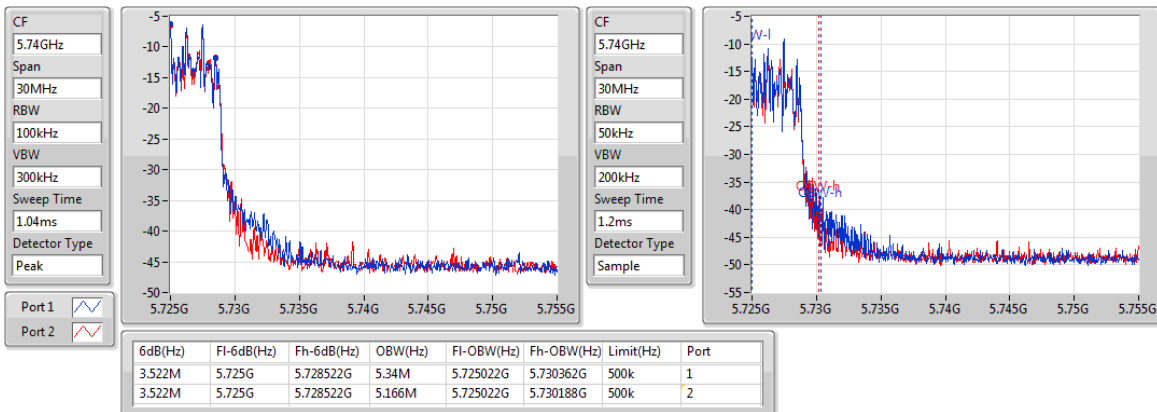 CF
5.74GHz
Span
30MHz
RBW
100kHz
VBW
300kHz
Sweep Time
1.04ms
Detector Type
Peak
Port 1
Port 2
-5
-10
-15
-20
-25
-30
-35
-40
-45
-50
5.725G 5.73G 5.735G 5.74G 5.745G 5.75G 5.755G
CF
5.74GHz
Span
30MHz
RBW
50kHz
VBW
200kHz
Sweep Time
1.2ms
Detector Type
Sample
-5
-10
-15
-20
-25
-30
-35
-40
-45
-50
-55
W-l
5.725G 5.73G 5.735G 5.74G 5.745G 5.75G 5.755G
6dB(Hz) Fl-6dB(Hz) Fh-6dB(Hz) OBW(Hz) Fl-OBW(Hz) Fh-OBW(Hz) Limit(Hz) Port
3.522M 5.725G 5.728522G 5.34M 5.725022G 5.730362G 500k 1
3.522M 5.725G 5.728522G 5.166M 5.725022G 5.730188G 500k 2